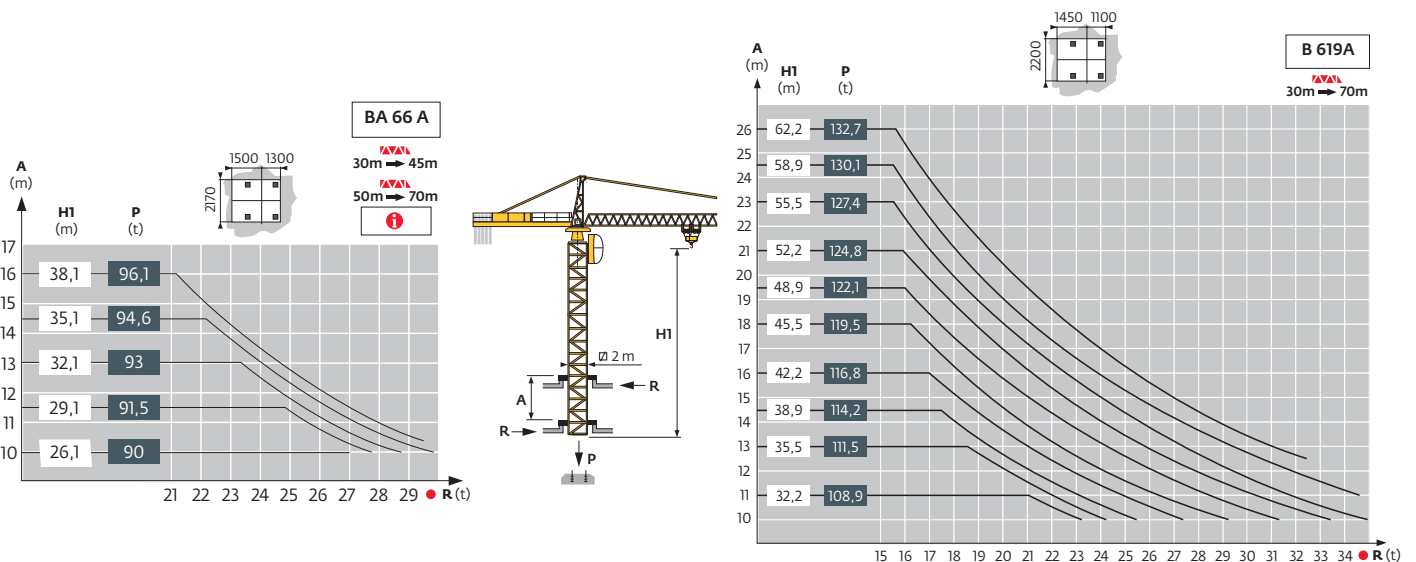 BA 66 A
30m 45m
50m 70m
i
1500 1300
2170
A
(m)
H1
(m)
P
(t)
17
16 38,1 96,1
15
35,1 94,6
14
13 32,1 93
12
29,1 91,5
11
10 26,1 90
21 22 23 24 25 26 27 28 29 R (t)
H1
2 m
R
A
R
P
1450 1100
2200
B 619A
30m 70m
A
(m)
H1
(m)
P
(t)
26 62,2 132,7
25
58,9 130,1
24
23 55,5 127,4
22
21 52,2 124,8
20
48,9 122,1
19
18 45,5 119,5
17
16 42,2 116,8
15
38,9 114,2
14
13 35,5 111,5
12
11 32,2 108,9
10
15 16 17 18 19 20 21 22 23 24 25 26 27 28 29 30 31 32 33 34 R (t)